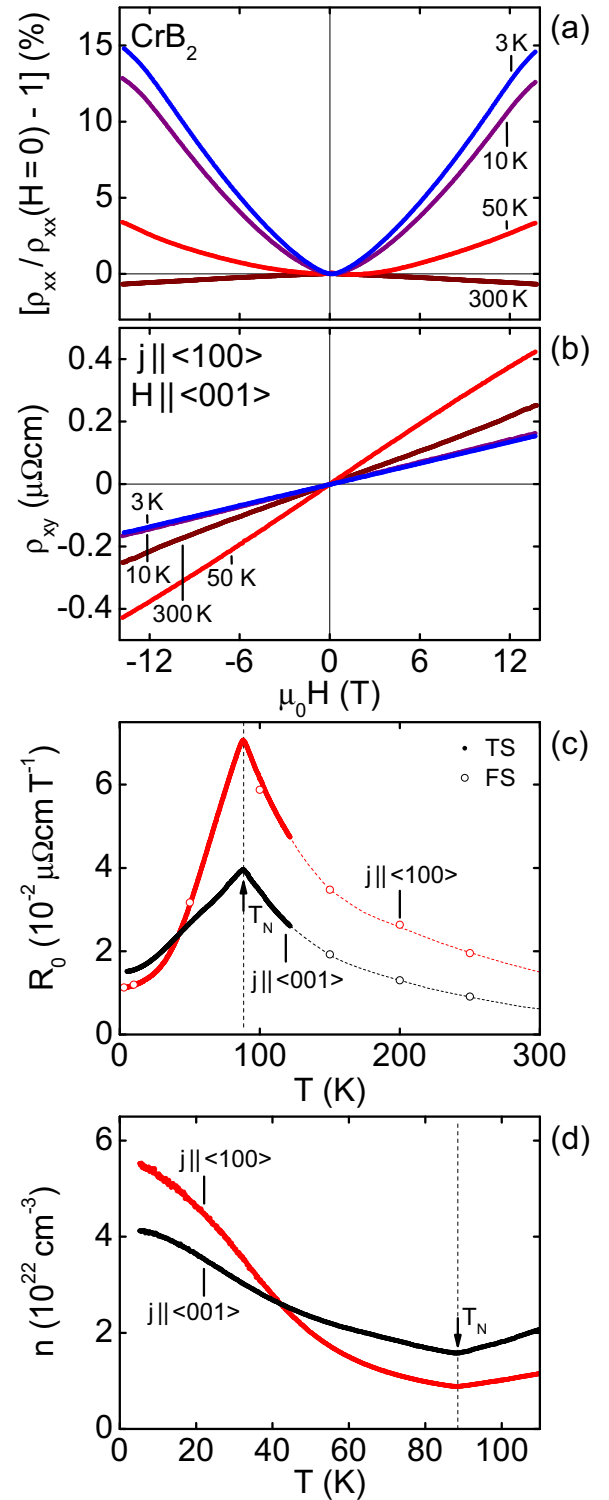 (a)
CrB2
[ρxx/ρxx(H = 0) - 1] (%)
15
10
5
0
3 K
10 K
50 K
300 K
(b)
j || <100>
H || <001>
ρxy (μΩcm)
0.4
0.2
0
-0.2
-0.4
3 K
10 K
300 K
50 K
-12 -6 0 6 12
μ0H (T)
(c)
TS
FS
R0 (10-2 μΩcm T-1)
6
4
2
0
TN
j || <100>
j || <001>
0 100 200 300
T (K)
(d)
n (1022 cm-3)
6
4
2
0
j || <100>
j || <001>
TN
0 20 40 60 80 100
T (K)